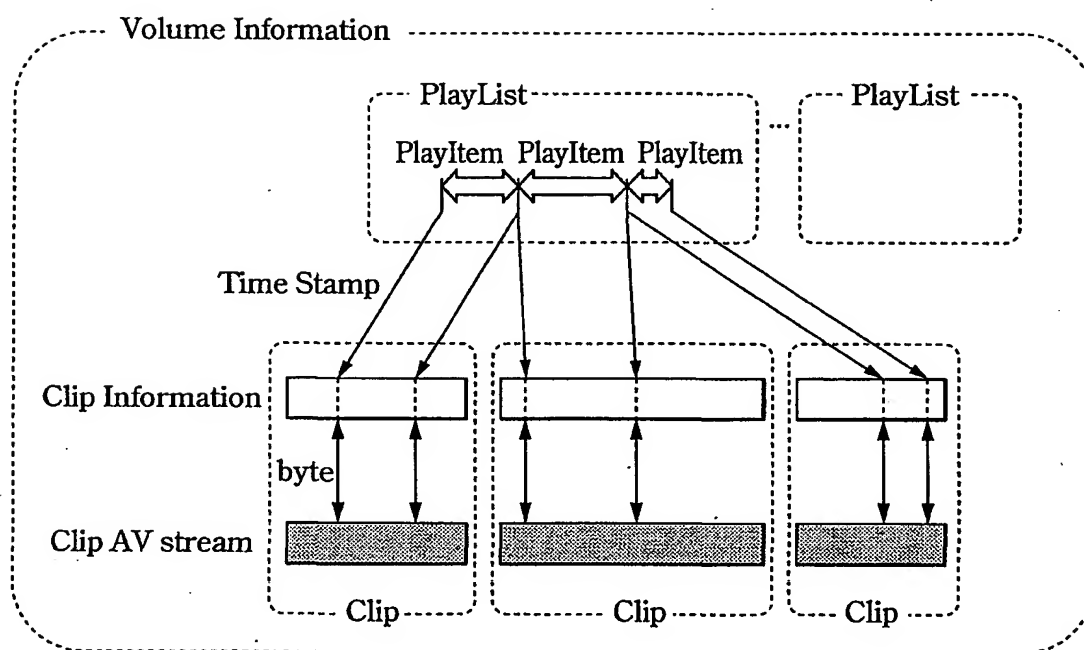 Volume Information
PlayList
PlayList
...
PlayItem PlayItem PlayItem
Time Stamp
Clip Information
byte
Clip AV stream
Clip
Clip
Clip